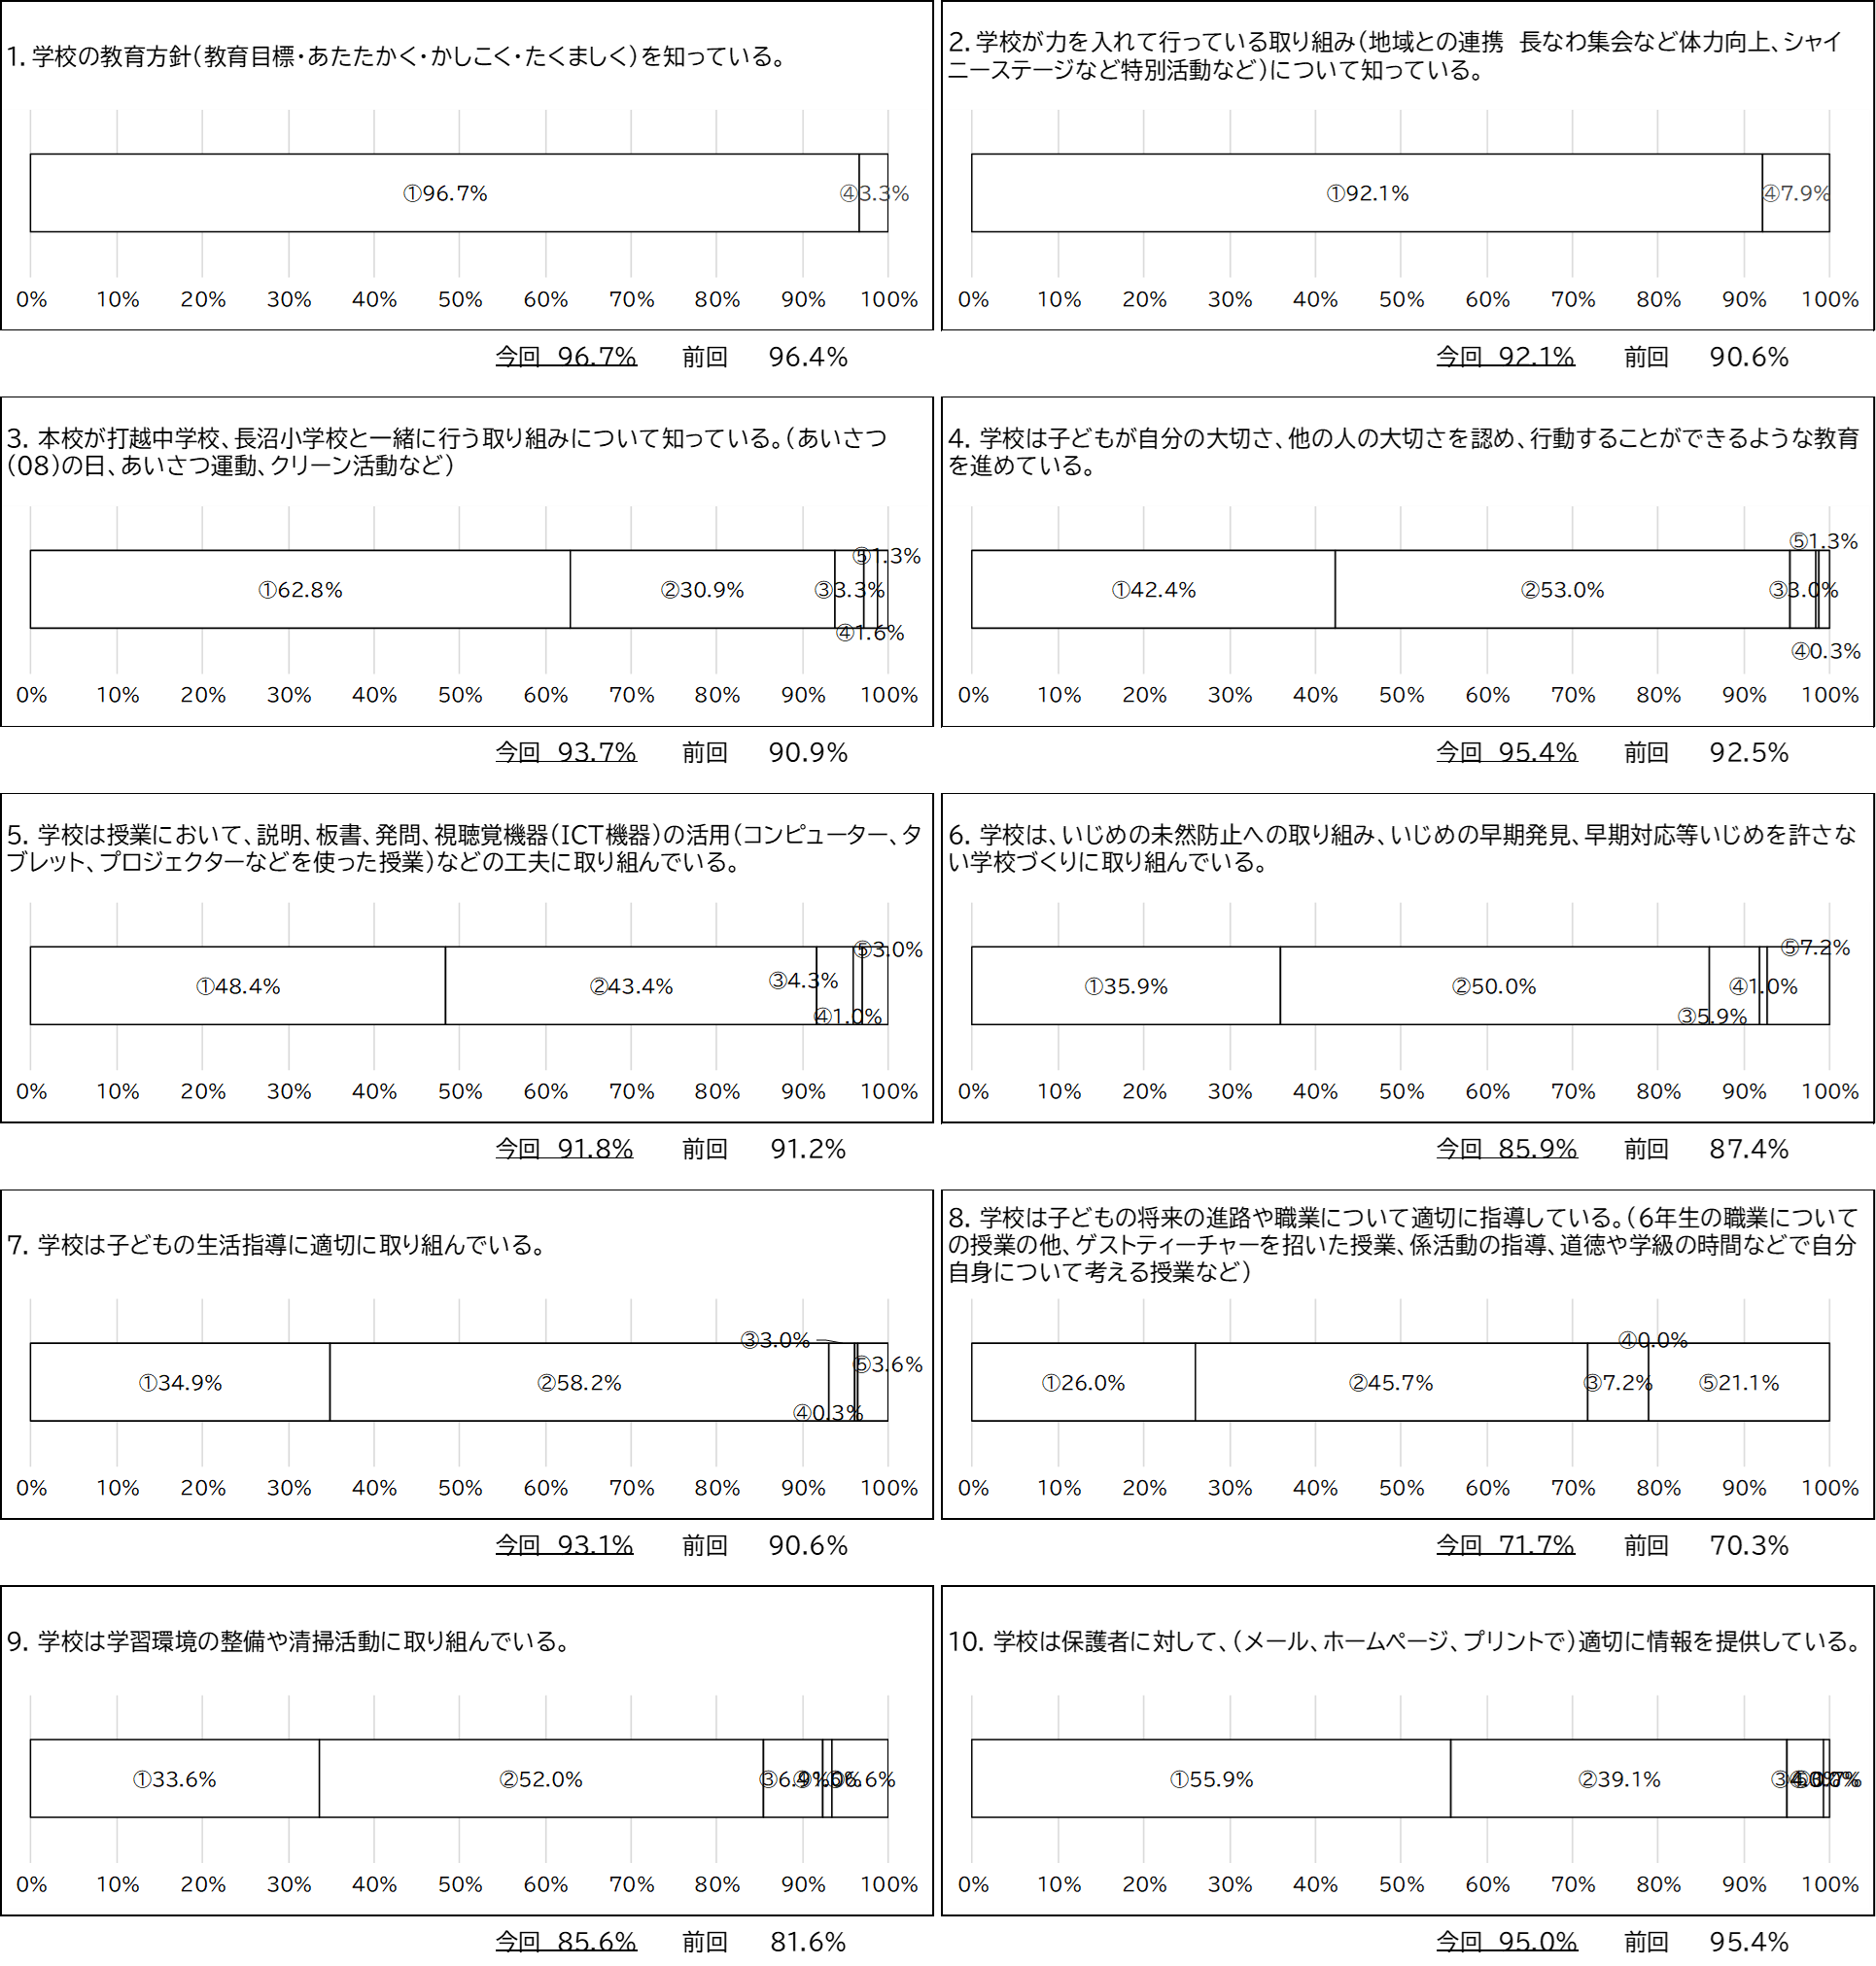 1. 学校の教育方針(教育目標・あたたかく・かしこく・たくましく)を知っている。
①96.7%
④3.3%
0% 10% 20% 30% 40% 50% 60% 70% 80% 90% 100%
今回 96.7% 前回 96.4%
2. 学校が力を入れて行っている取り組み(地域との連携 長なわ集会など体力向上、シャイ
ニーステージなど特別活動など)について知っている。
①92.1%
④7.9%
0% 10% 20% 30% 40% 50% 60% 70% 80% 90% 100%
今回 92.1% 前回 90.6%
3. 本校が打越中学校、長沼小学校と一緒に行う取り組みについて知っている。(あいさつ
(08)の日、あいさつ運動、クリーン活動など)
⑤1.3%
①62.8% ②30.9% ③3.3%
④1.6%
0% 10% 20% 30% 40% 50% 60% 70% 80% 90% 100%
今回 93.7% 前回 90.9%
4. 学校は子どもが自分の大切さ、他の人の大切さを認め、行動することができるような教育
を進めている。
⑤1.3%
①42.4% ②53.0% ③3.0%
④0.3%
0% 10% 20% 30% 40% 50% 60% 70% 80% 90% 100%
今回 95.4% 前回 92.5%
5. 学校は授業において、説明、板書、発問、視聴覚機器(ICT機器)の活用(コンピューター、タ
ブレット、プロジェクターなどを使った授業)などの工夫に取り組んでいる。
⑤3.0%
①48.4% ②43.4% ③4.3%
④1.0%
0% 10% 20% 30% 40% 50% 60% 70% 80% 90% 100%
今回 91.8% 前回 91.2%
6. 学校は、いじめの未然防止への取り組み、いじめの早期発見、早期対応等いじめを許さな
い学校づくりに取り組んでいる。
⑤7.2%
①35.9% ②50.0% ④1.0%
③5.9%
0% 10% 20% 30% 40% 50% 60% 70% 80% 90% 100%
今回 85.9% 前回 87.4%
7. 学校は子どもの生活指導に適切に取り組んでいる。
③3.0%
⑤3.6%
①34.9% ②58.2%
④0.3%
0% 10% 20% 30% 40% 50% 60% 70% 80% 90% 100%
今回 93.1% 前回 90.6%
8. 学校は子どもの将来の進路や職業について適切に指導している。(6年生の職業について
の授業の他、ゲストティーチャーを招いた授業、係活動の指導、道徳や学級の時間などで自分
自身について考える授業など)
④0.0%
①26.0% ②45.7% ③7.2% ⑤21.1%
0% 10% 20% 30% 40% 50% 60% 70% 80% 90% 100%
今回 71.7% 前回 70.3%
9. 学校は学習環境の整備や清掃活動に取り組んでいる。
①33.6% ②52.0% ③6.9%
0% 10% 20% 30% 40% 50% 60% 70% 80% 90% 100%
今回 85.6% 前回 81.6%
10. 学校は保護者に対して、(メール、ホームページ、プリントで)適切に情報を提供している。
①55.9% ②39.1%
0% 10% 20% 30% 40% 50% 60% 70% 80% 90% 100%
今回 95.0% 前回 95.4%